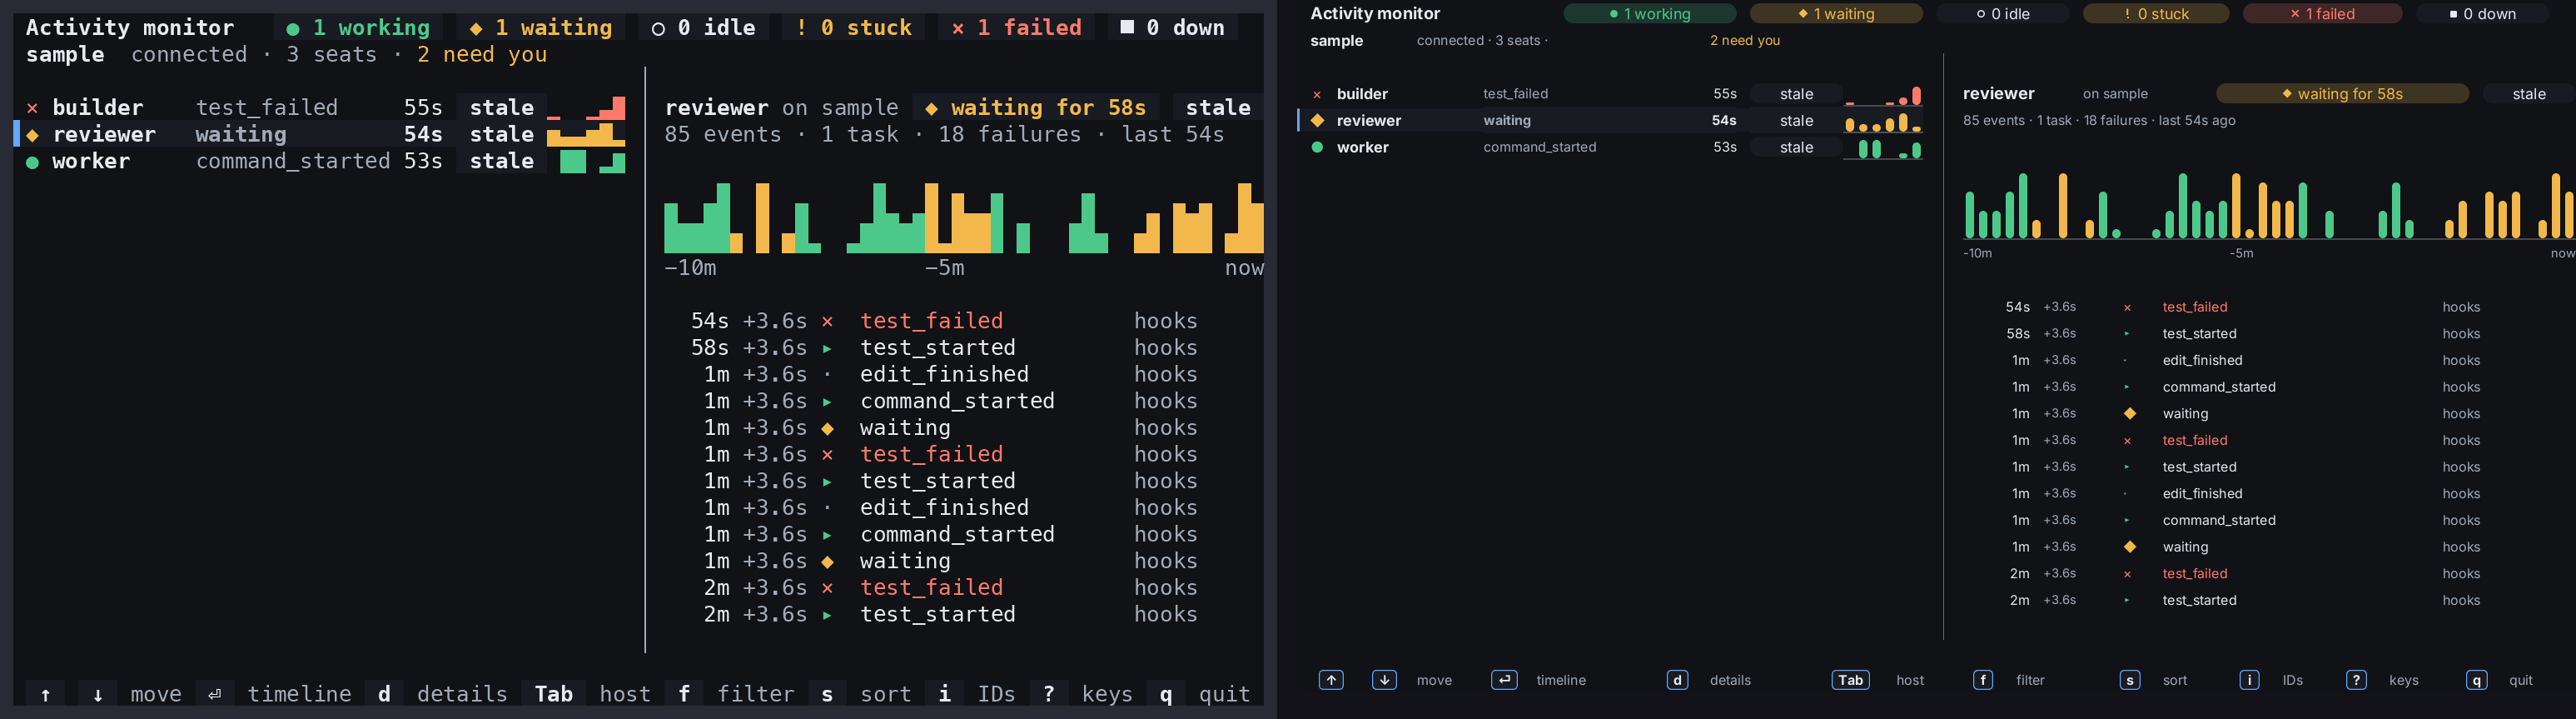 Activity monitor ● 1 working ◆ 1 waiting ○ 0 idle ! 0 stuck × 1 failed ■ 0 down
sample connected · 3 seats · 2 need you
× builder test_failed 55s stale
◆ reviewer waiting 54s stale
● worker command_started 53s stale
reviewer on sample ◆ waiting for 58s stale
85 events · 1 task · 18 failures · last 54s
−10m −5m now
54s +3.6s × test_failed hooks
58s +3.6s ▸ test_started hooks
1m +3.6s · edit_finished hooks
1m +3.6s ▸ command_started hooks
1m +3.6s ◆ waiting hooks
1m +3.6s × test_failed hooks
1m +3.6s ▸ test_started hooks
1m +3.6s · edit_finished hooks
1m +3.6s ▸ command_started hooks
1m +3.6s ◆ waiting hooks
2m +3.6s × test_failed hooks
2m +3.6s ▸ test_started hooks
↑ ↓ move ⏎ timeline d details Tab host f filter s sort i IDs ? keys q quit
Activity monitor ● 1 working ◆ 1 waiting ○ 0 idle ! 0 stuck × 1 failed ■ 0 down
sample connected · 3 seats · 2 need you
× builder test_failed 55s stale
◆ reviewer waiting 54s stale
● worker command_started 53s stale
reviewer on sample ◆ waiting for 58s stale
85 events · 1 task · 18 failures · last 54s ago
-10m -5m now
54s +3.6s × test_failed hooks
58s +3.6s ▸ test_started hooks
1m +3.6s · edit_finished hooks
1m +3.6s ▸ command_started hooks
1m +3.6s ◆ waiting hooks
1m +3.6s × test_failed hooks
1m +3.6s ▸ test_started hooks
1m +3.6s · edit_finished hooks
1m +3.6s ▸ command_started hooks
1m +3.6s ◆ waiting hooks
2m +3.6s × test_failed hooks
2m +3.6s ▸ test_started hooks
↑ ↓ move ⏎ timeline d details Tab host f filter s sort i IDs ? keys q quit